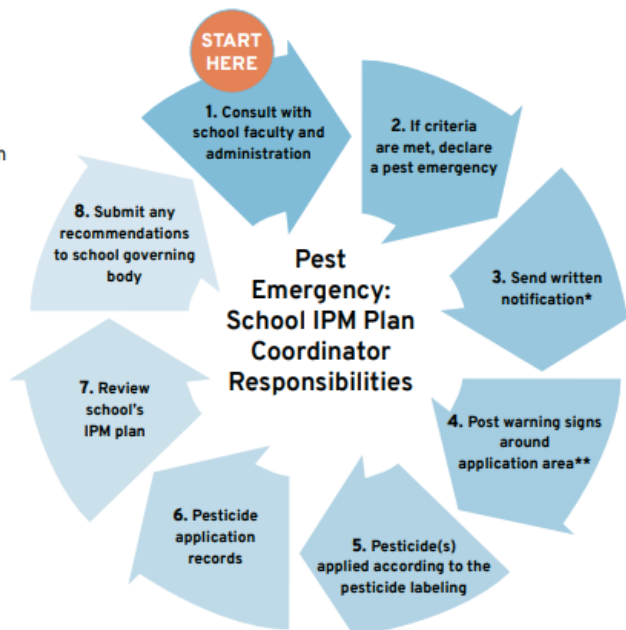 START
HERE
1. Consult with
school faculty and
administration
2. If criteria
are met, declare
a pest emergency
3. Send written
notification*
4. Post warning signs
around
application area**
5. Pesticide(s)
applied according to the
pesticide labeling
6. Pesticide
application
records
7. Review
school's
IPM plan
8. Submit any
recommendations
to school governing
body
Pest
Emergency:
School IPM Plan
Coordinator
Responsibilities